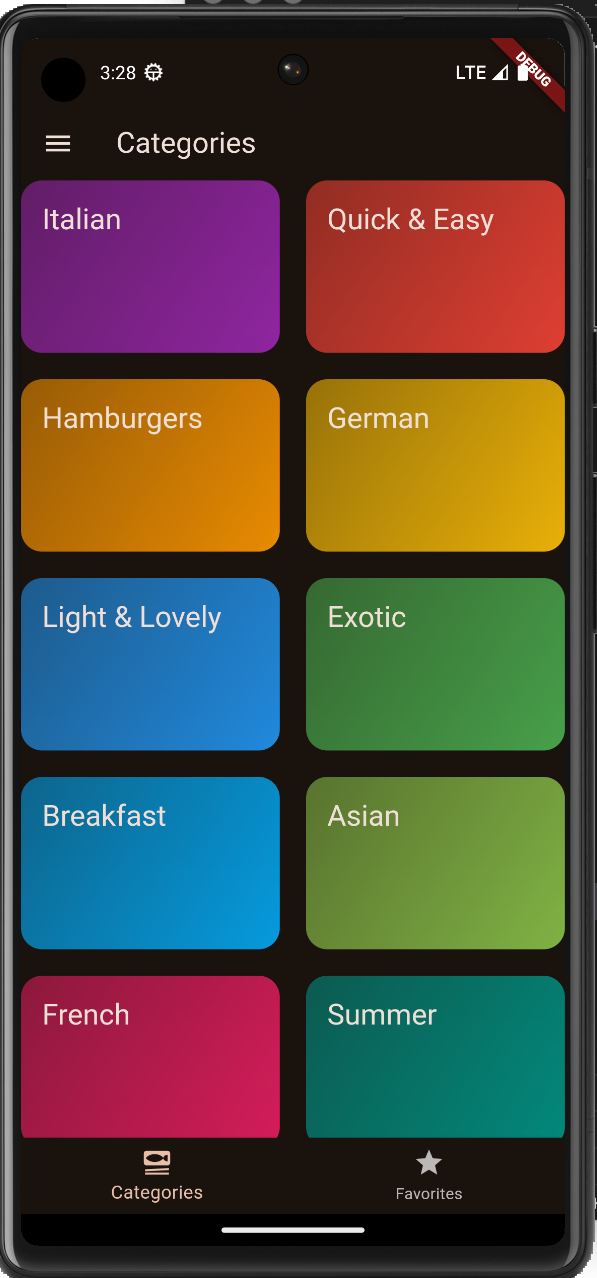 3:28
LTE
DEBUG
Categories
Italian
Quick & Easy
Hamburgers
German
Light & Lovely
Exotic
Breakfast
Asian
French
Summer
Categories
Favorites